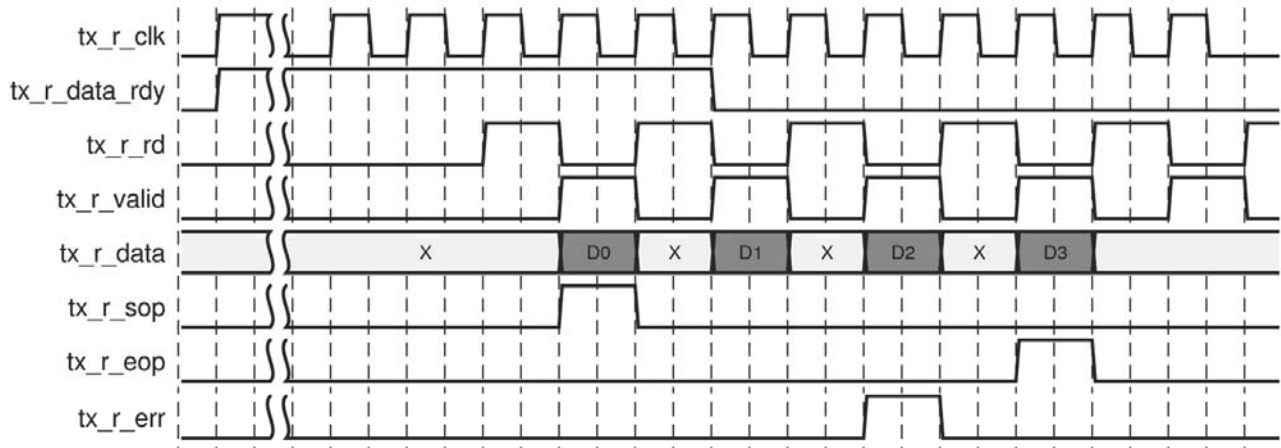 tx_r_clk
tx_r_data_rdy
tx_r_rd
tx_r_valid
tx_r_data X D0 X D1 X D2 X D3
tx_r_sop
tx_r_eop
tx_r_err